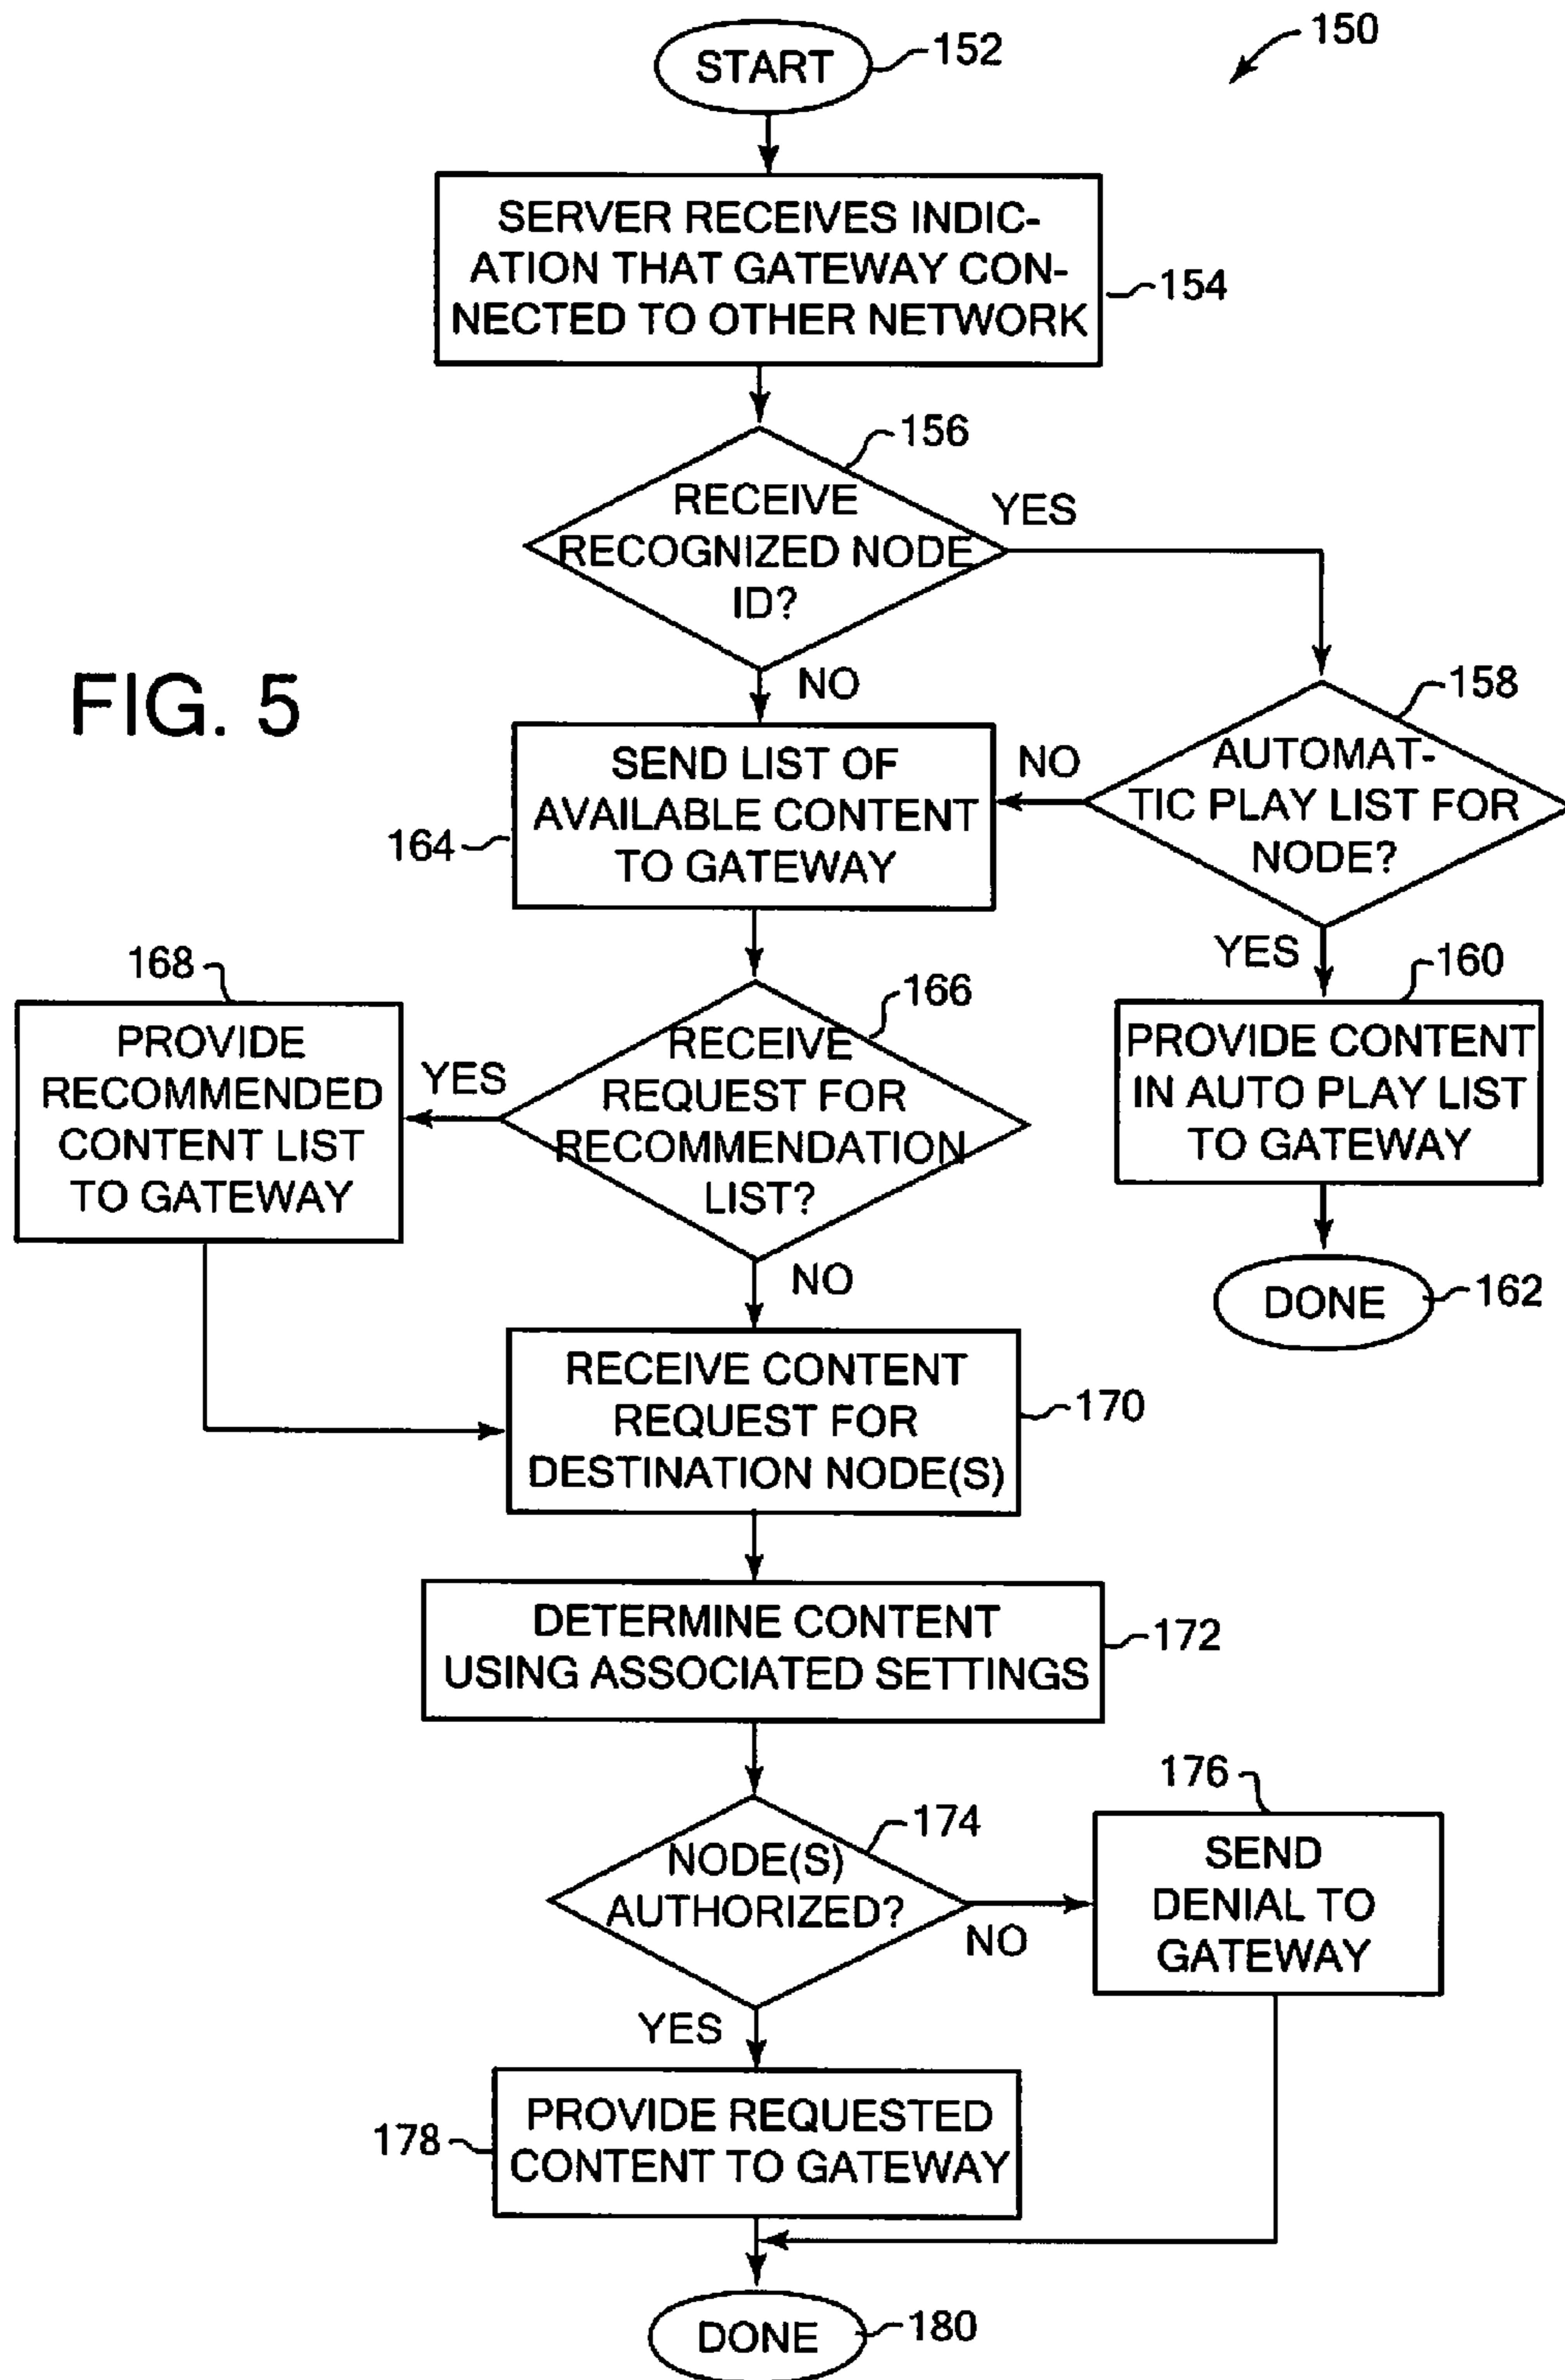 150
START
152
SERVER RECEIVES INDIC-
ATION THAT GATEWAY CON-
NECTED TO OTHER NETWORK
154
156
RECEIVE
RECOGNIZED NODE
ID?
YES
NO
FIG. 5
158
AUTOMAT-
TIC PLAY LIST FOR
NODE?
NO
YES
SEND LIST OF
AVAILABLE CONTENT
TO GATEWAY
164
160
PROVIDE CONTENT
IN AUTO PLAY LIST
TO GATEWAY
DONE
162
166
RECEIVE
REQUEST FOR
RECOMMENDATION
LIST?
YES
NO
168
PROVIDE
RECOMMENDED
CONTENT LIST
TO GATEWAY
RECEIVE CONTENT
REQUEST FOR
DESTINATION NODE(S)
170
DETERMINE CONTENT
USING ASSOCIATED SETTINGS
172
174
NODE(S)
AUTHORIZED?
NO
YES
176
SEND
DENIAL TO
GATEWAY
PROVIDE REQUESTED
CONTENT TO GATEWAY
178
DONE
180